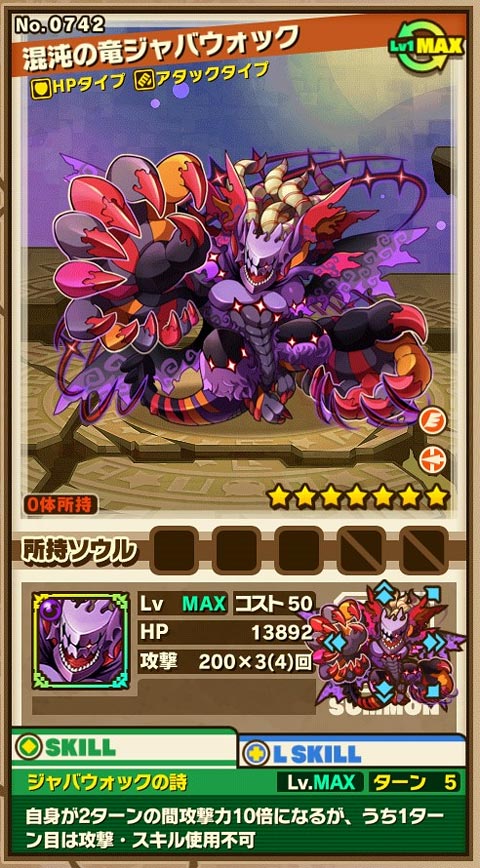 No.0742
混沌の竜ジャバウォック
Lv1 MAX
HPタイプ アタックタイプ
0体所持
所持ソウル
Lv MAX コスト 50
HP 13892
攻撃 200×3(4)回
SUMMON
SKILL
L SKILL
ジャバウォックの詩 Lv.MAX ターン 5
自身が2ターンの間攻撃力10倍になるが、うち1ター
ン目は攻撃・スキル使用不可